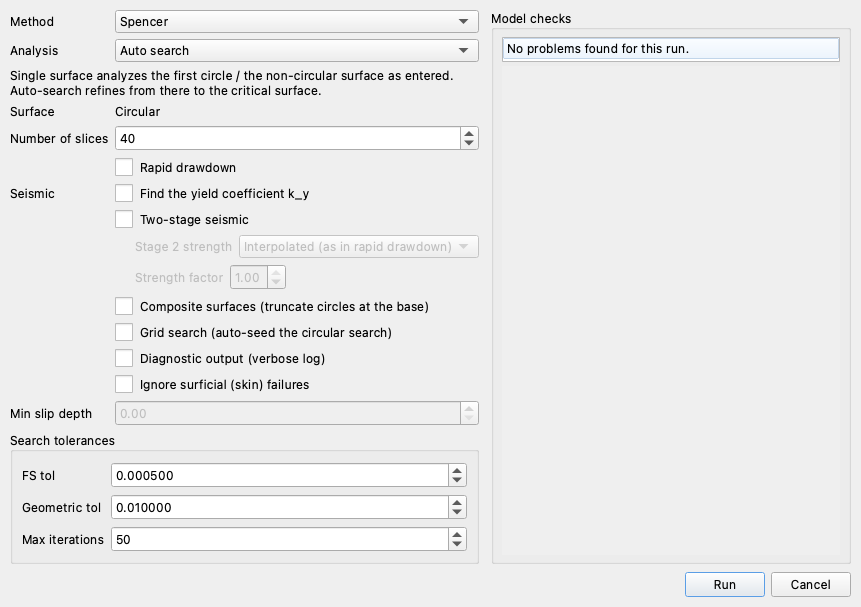 Method Spencer
Analysis Auto search
Single surface analyzes the first circle / the non-circular surface as entered.
Auto-search refines from there to the critical surface.
Surface Circular
Number of slices 40
Rapid drawdown
Seismic Find the yield coefficient k_y
Two-stage seismic
Stage 2 strength Interpolated (as in rapid drawdown)
Strength factor 1.00
Composite surfaces (truncate circles at the base)
Grid search (auto-seed the circular search)
Diagnostic output (verbose log)
Ignore surficial (skin) failures
Min slip depth 0.00
Search tolerances
FS tol 0.000500
Geometric tol 0.010000
Max iterations 50
Model checks
No problems found for this run.
Run Cancel